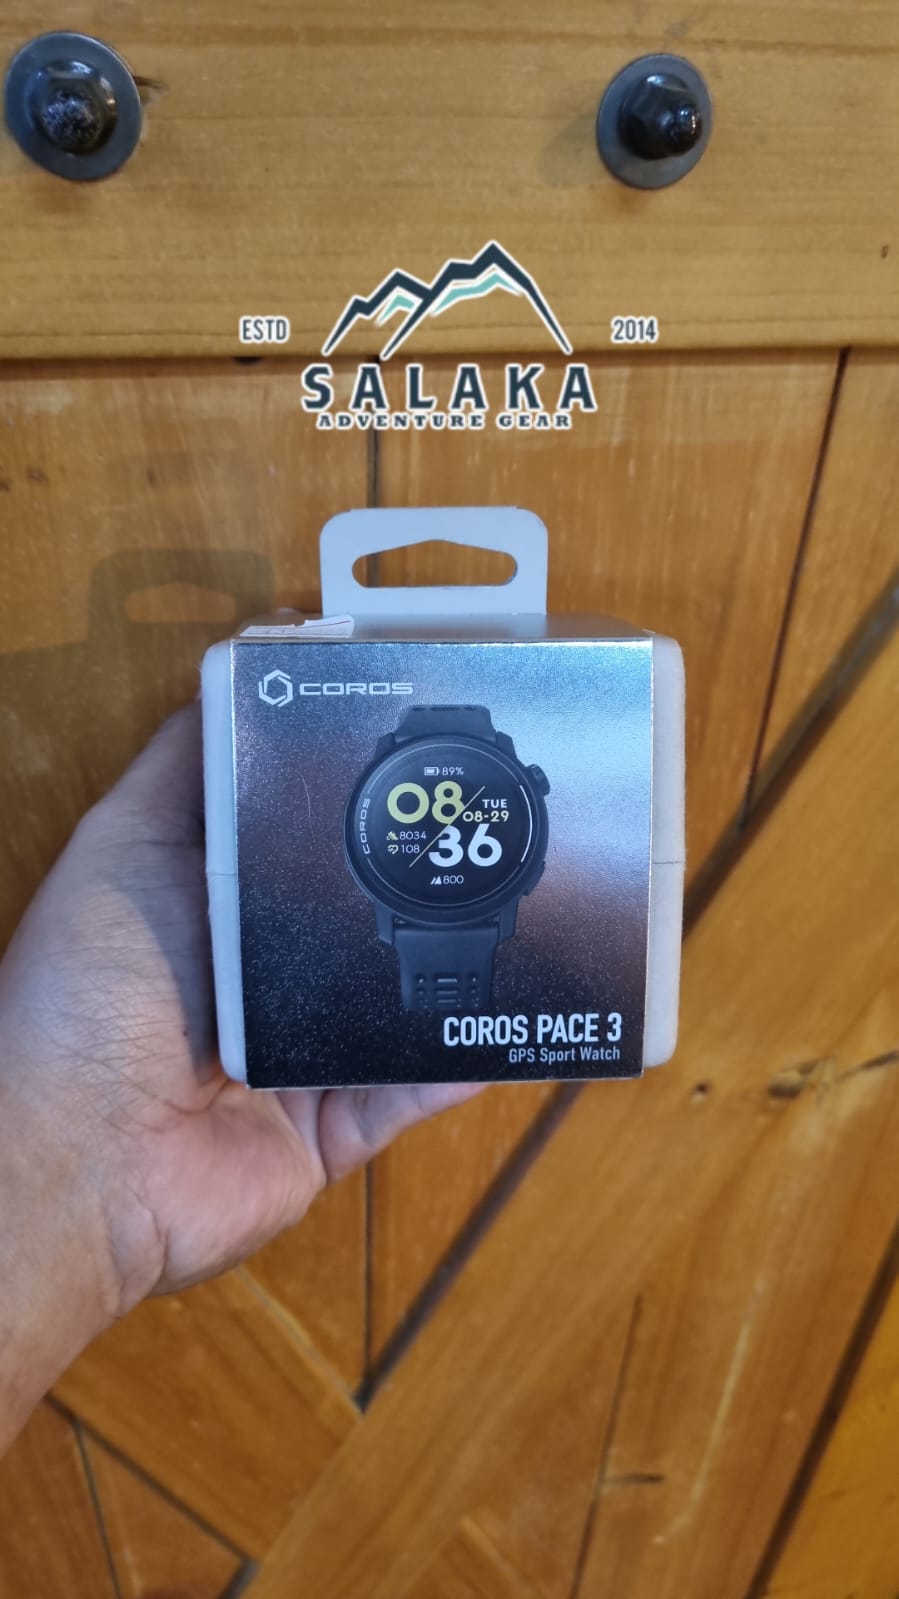 ESTD
2014
SALAKA
ADVENTURE GEAR
COROS
89%
08
TUE
08-29
8034
36
108
800
COROS
COROS PACE 3
GPS Sport Watch